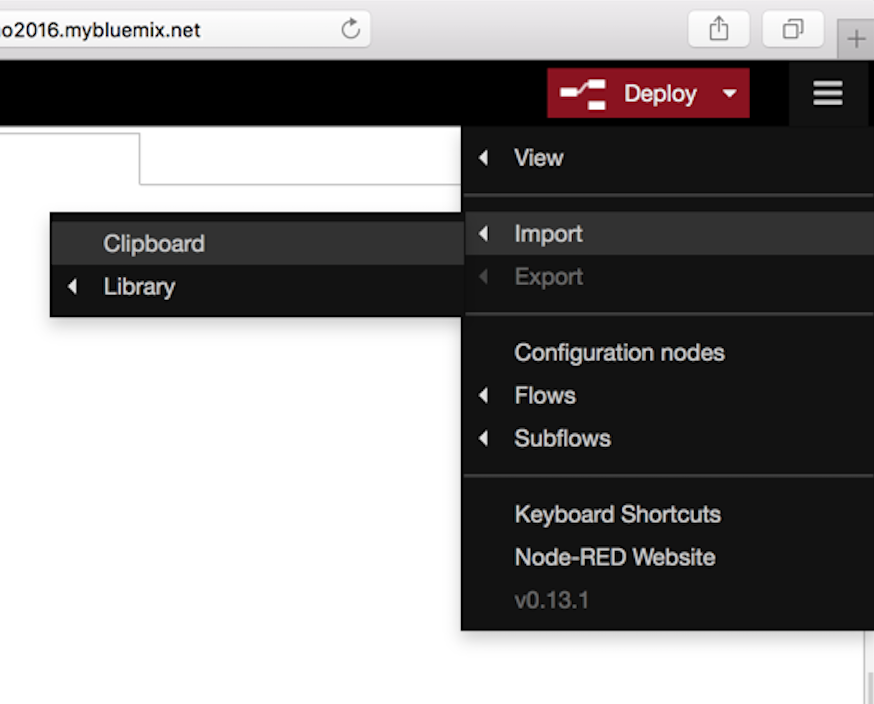 o2016.mybluemix.net
Deploy
View
Import
Clipboard
Export
Library
Configuration nodes
Flows
Subflows
Keyboard Shortcuts
Node-RED Website
v0.13.1